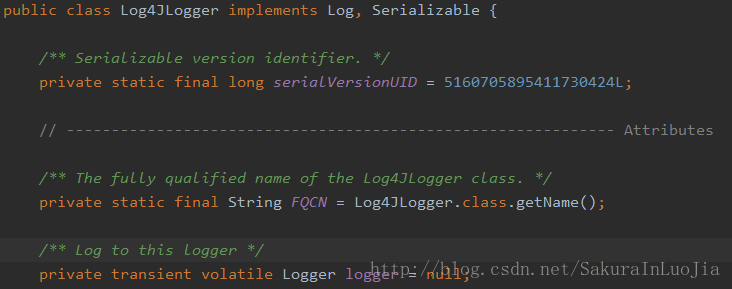 public class Log4JLogger implements Log, Serializable {
/** Serializable version identifier. */
private static final long serialVersionUID = 5160705895411730424L;
// ------------------------------------------------------------- Attributes
/** The fully qualified name of the Log4JLogger class. */
private static final String FQCN = Log4JLogger.class.getName();
/** Log to this logger */
private transient volatile Logger logger = null;
http://blog.csdn.net/SakuraInLuoJia